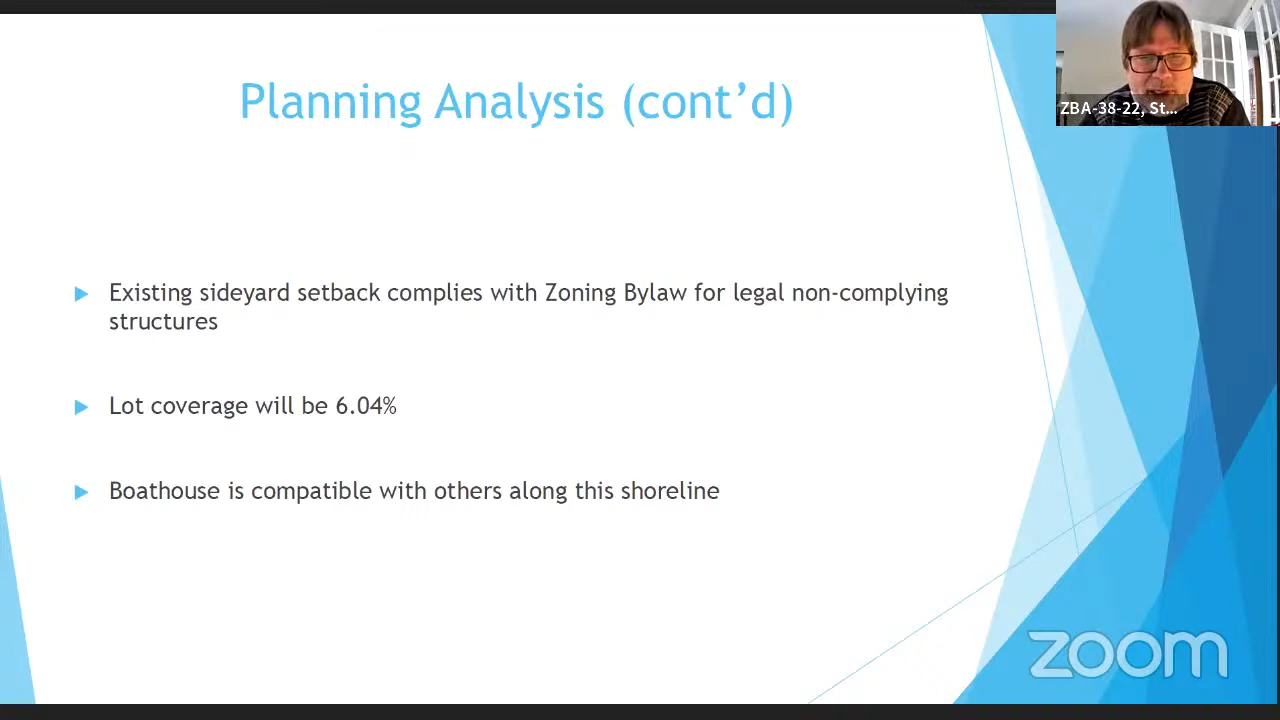 Planning Analysis (cont’d)
ZBA-38-22, St...
Existing sideyard setback complies with Zoning Bylaw for legal non-complying
structures
Lot coverage will be 6.04%
Boathouse is compatible with others along this shoreline
zoom